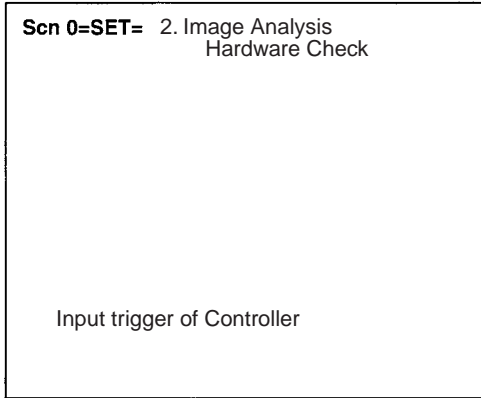 Scn 0=SET= 2. Image Analysis
Hardware Check
Input trigger of Controller